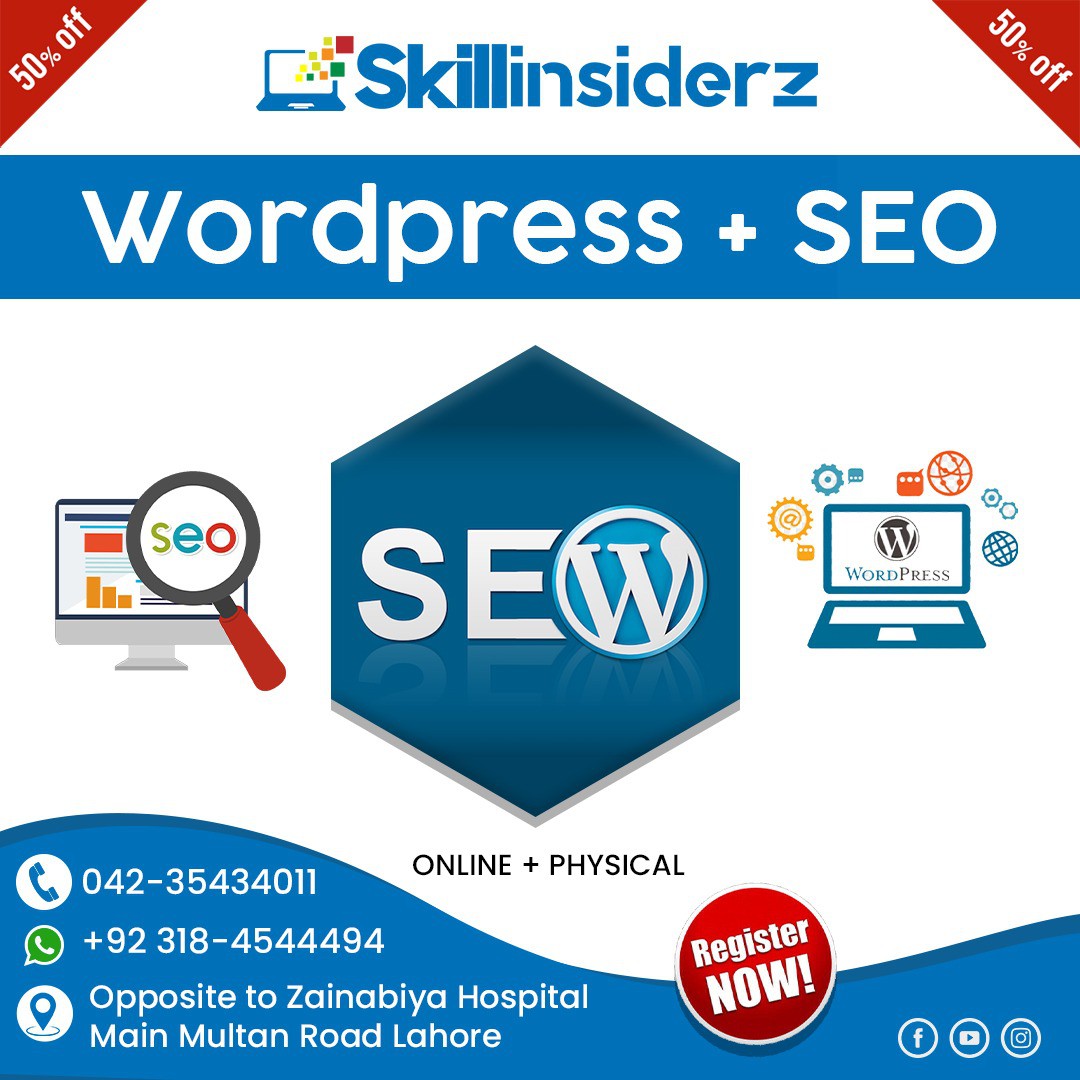 50% off
50% off
Skillinsiderz
Wordpress + SEO
seo
SEW
W
WORDPRESS
ONLINE + PHYSICAL
042-35434011
+92 318-4544494
Opposite to Zainabiya Hospital
Main Multan Road Lahore
Register
NOW!